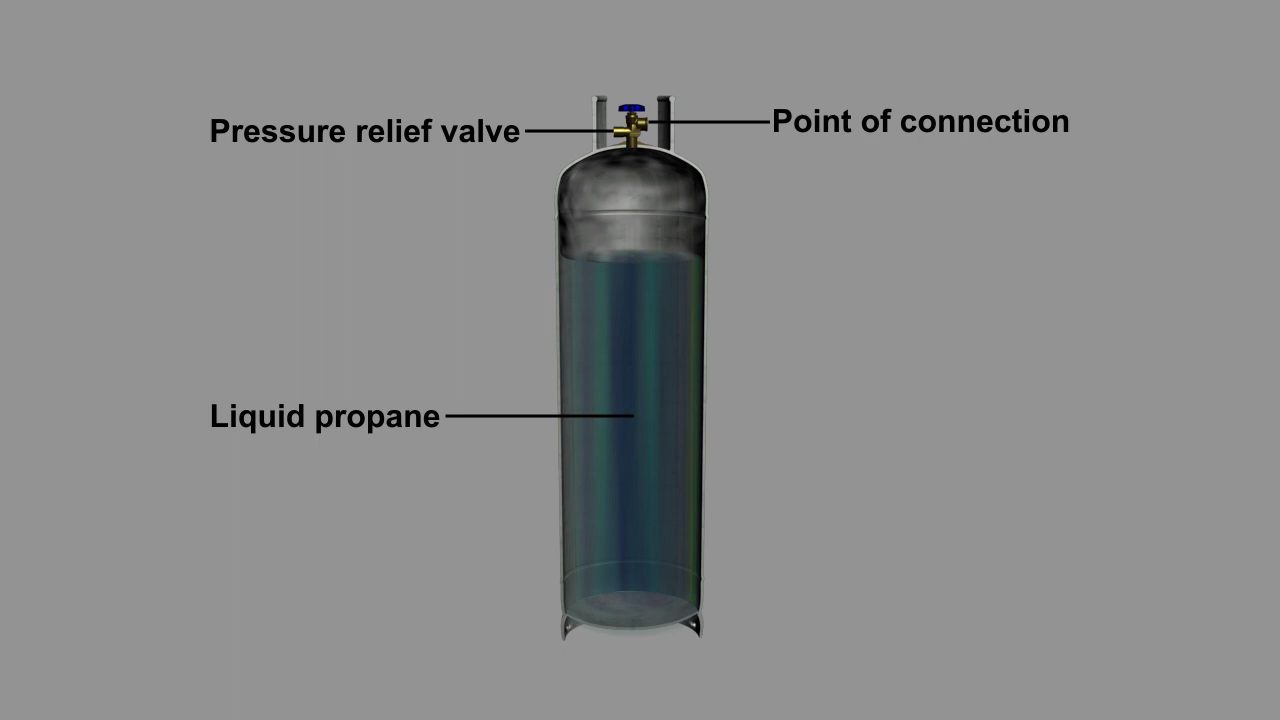 Point of connection
Pressure relief valve
Liquid propane